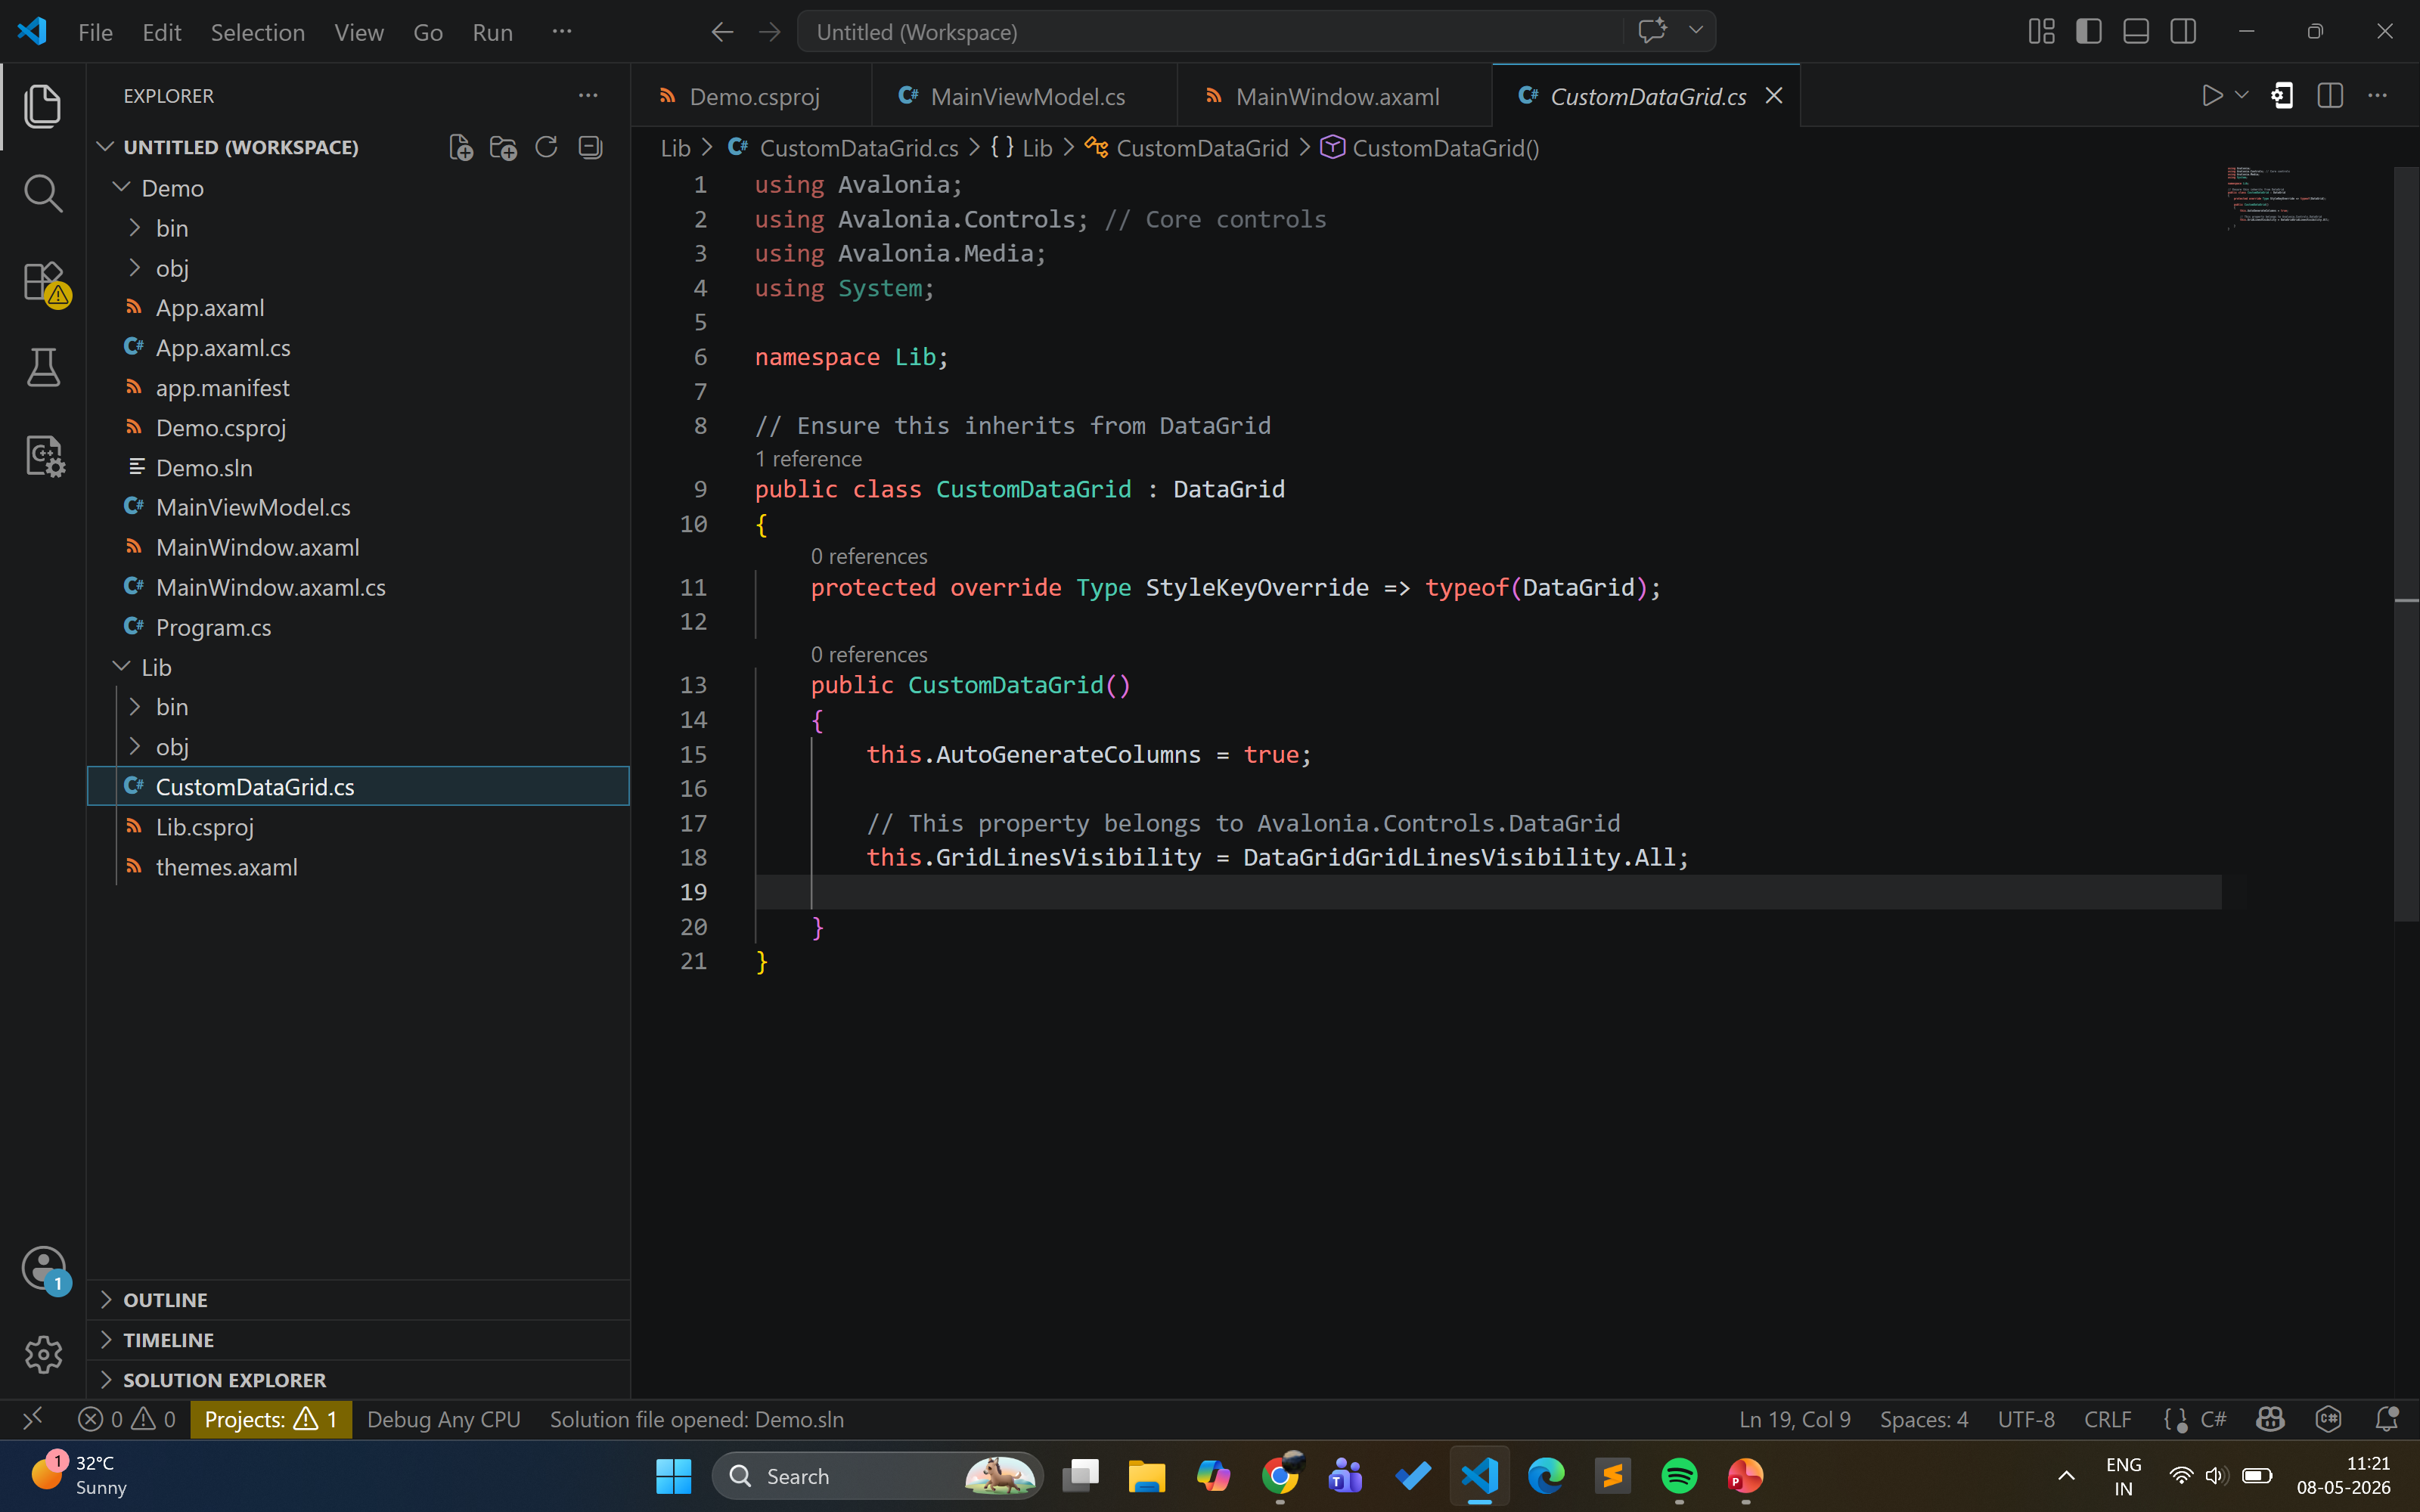 File Edit Selection View Go Run ···
Untitled (Workspace)
EXPLORER
UNTITLED (WORKSPACE)
Demo
bin
obj
App.axaml
App.axaml.cs
app.manifest
Demo.csproj
Demo.sln
MainViewModel.cs
MainWindow.axaml
MainWindow.axaml.cs
Program.cs
Lib
bin
obj
CustomDataGrid.cs
Lib.csproj
themes.axaml
OUTLINE
TIMELINE
SOLUTION EXPLORER
Demo.csproj MainViewModel.cs MainWindow.axaml CustomDataGrid.cs
Lib > CustomDataGrid.cs > {} Lib > CustomDataGrid > CustomDataGrid()
1 using Avalonia;
2 using Avalonia.Controls; // Core controls
3 using Avalonia.Media;
4 using System;
5
6 namespace Lib;
7
8 // Ensure this inherits from DataGrid
1 reference
9 public class CustomDataGrid : DataGrid
10 {
0 references
11 protected override Type StyleKeyOverride => typeof(DataGrid);
12
0 references
13 public CustomDataGrid()
14 {
15 this.AutoGenerateColumns = true;
16
17 // This property belongs to Avalonia.Controls.DataGrid
18 this.GridLinesVisibility = DataGridGridLinesVisibility.All;
19
20 }
21 }
1
0 0 Projects: 1 Debug Any CPU Solution file opened: Demo.sln
Ln 19, Col 9 Spaces: 4 UTF-8 CRLF {} C#
1 32°C
Sunny
Search
ENG
IN
11:21
08-05-2026